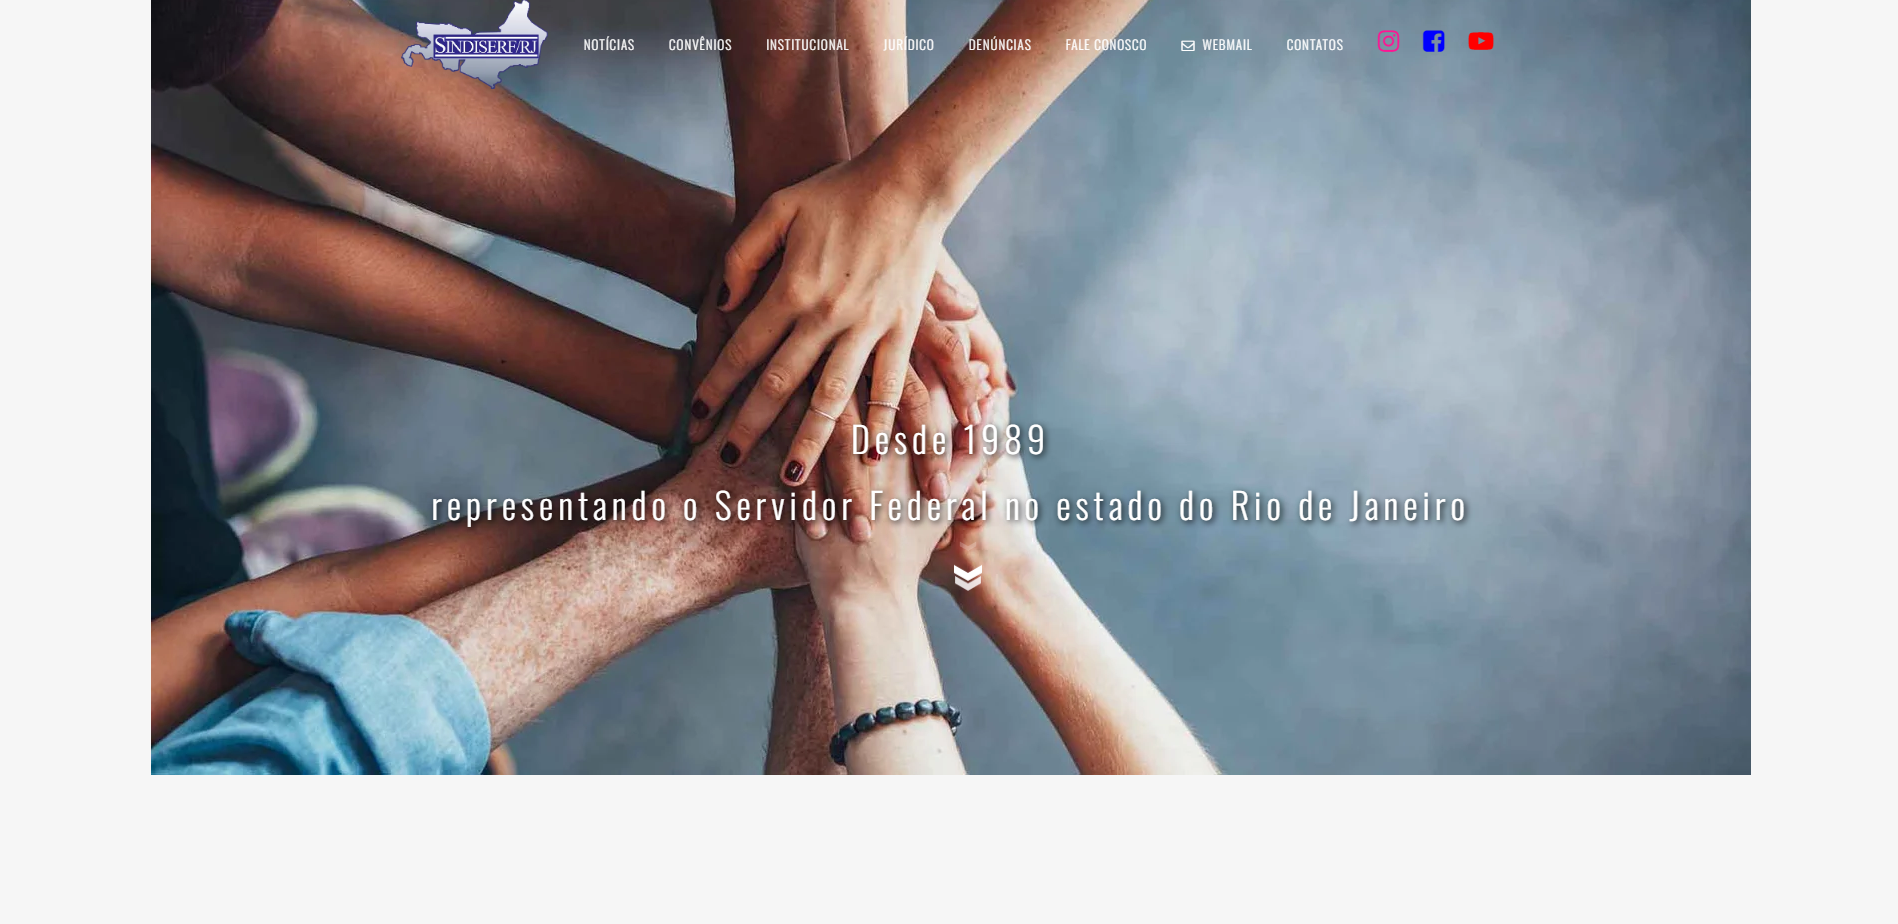 SINDISERF/RJ
NOTÍCIAS CONVÊNIOS INSTITUCIONAL JURÍDICO DENÚNCIAS FALE CONOSCO WEBMAIL CONTATOS
Desde 1989
representando o Servidor Federal no estado do Rio de Janeiro